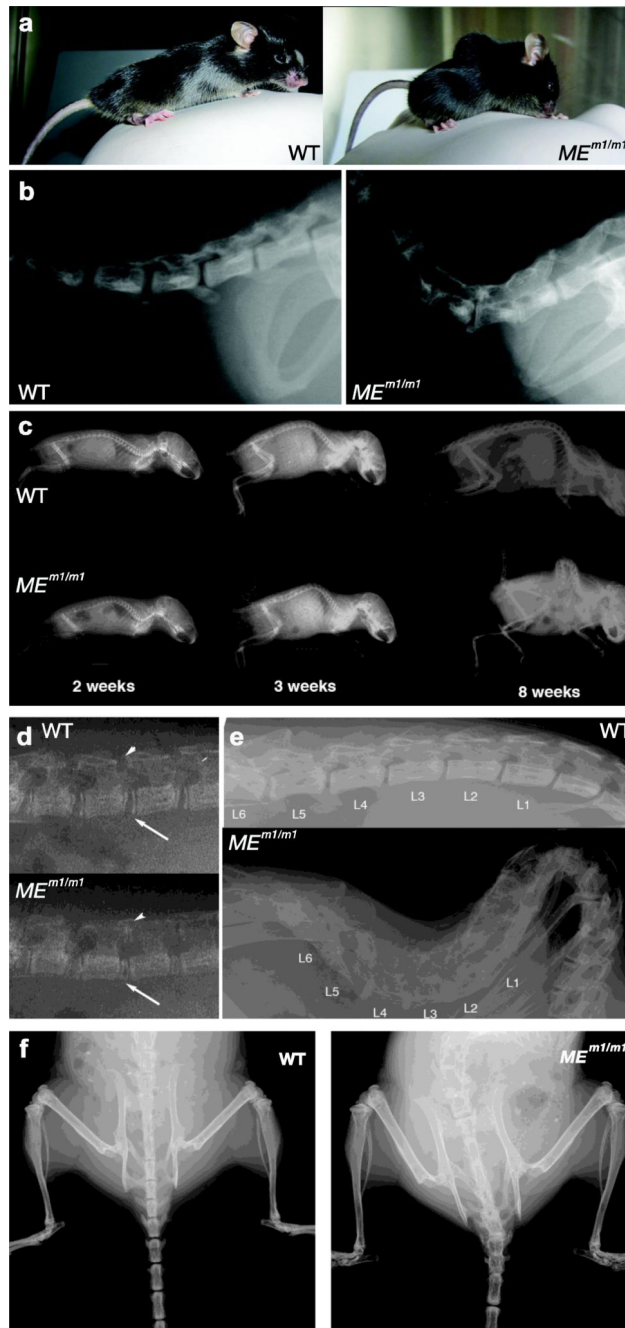 a
WT
ME^m1/m1
b
WT
ME^m1/m1
c
WT
ME^m1/m1
2 weeks
3 weeks
8 weeks
d
WT
ME^m1/m1
e
WT
L6
L5
L4
L3
L2
L1
ME^m1/m1
L6
L5
L4
L3
L2
L1
f
WT
ME^m1/m1